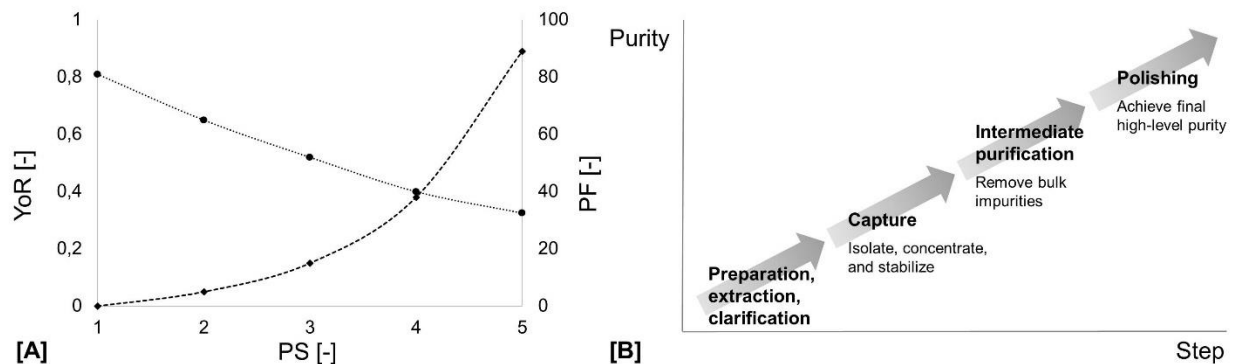 1
0,8
0,6
0,4
0,2
0
YoR [-]
100
80
60
40
20
0
PF [-]
1 2 3 4 5
PS [-]
[A]
Purity
Preparation,
extraction,
clarification
Capture
Isolate, concentrate,
and stabilize
Intermediate
purification
Remove bulk
impurities
Polishing
Achieve final
high-level purity
[B]
Step